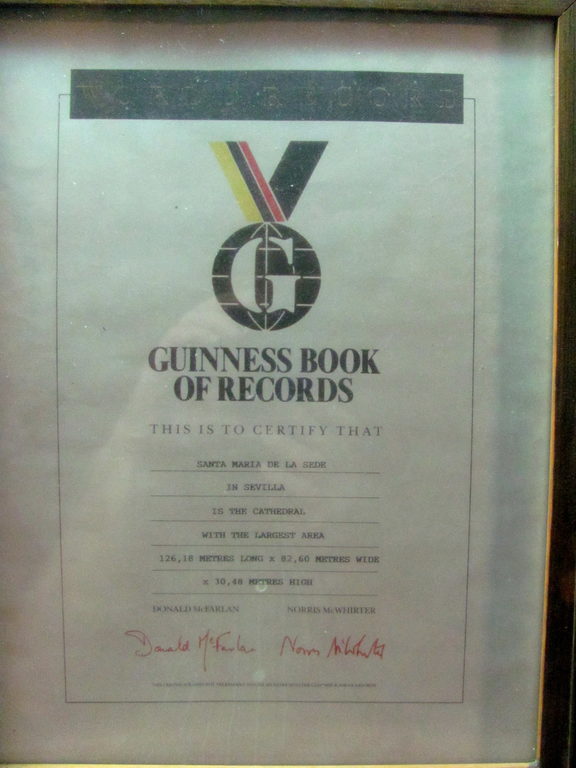 WORLD RECORD
G
GUINNESS BOOK
OF RECORDS
THIS IS TO CERTIFY THAT
SANTA MARIA DE LA SEDE
IN SEVILLA
IS THE CATHEDRAL
WITH THE LARGEST AREA
126,18 METRES LONG x 82,60 METRES WIDE
x 30,48 METRES HIGH
DONALD McFARLAN NORRIS McWHIRTER
Donald McFarlan Norris McWhirter